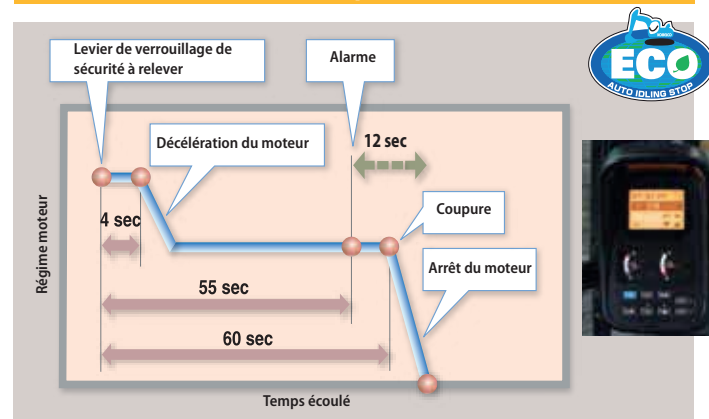 Levier de verrouillage de
sécurité à relever
Alarme
KOBELCO
ECO
AUTO IDLING STOP
Décélération du moteur
12 sec
4 sec
Coupure
Arrêt du moteur
55 sec
60 sec
Régime moteur
Temps écoulé